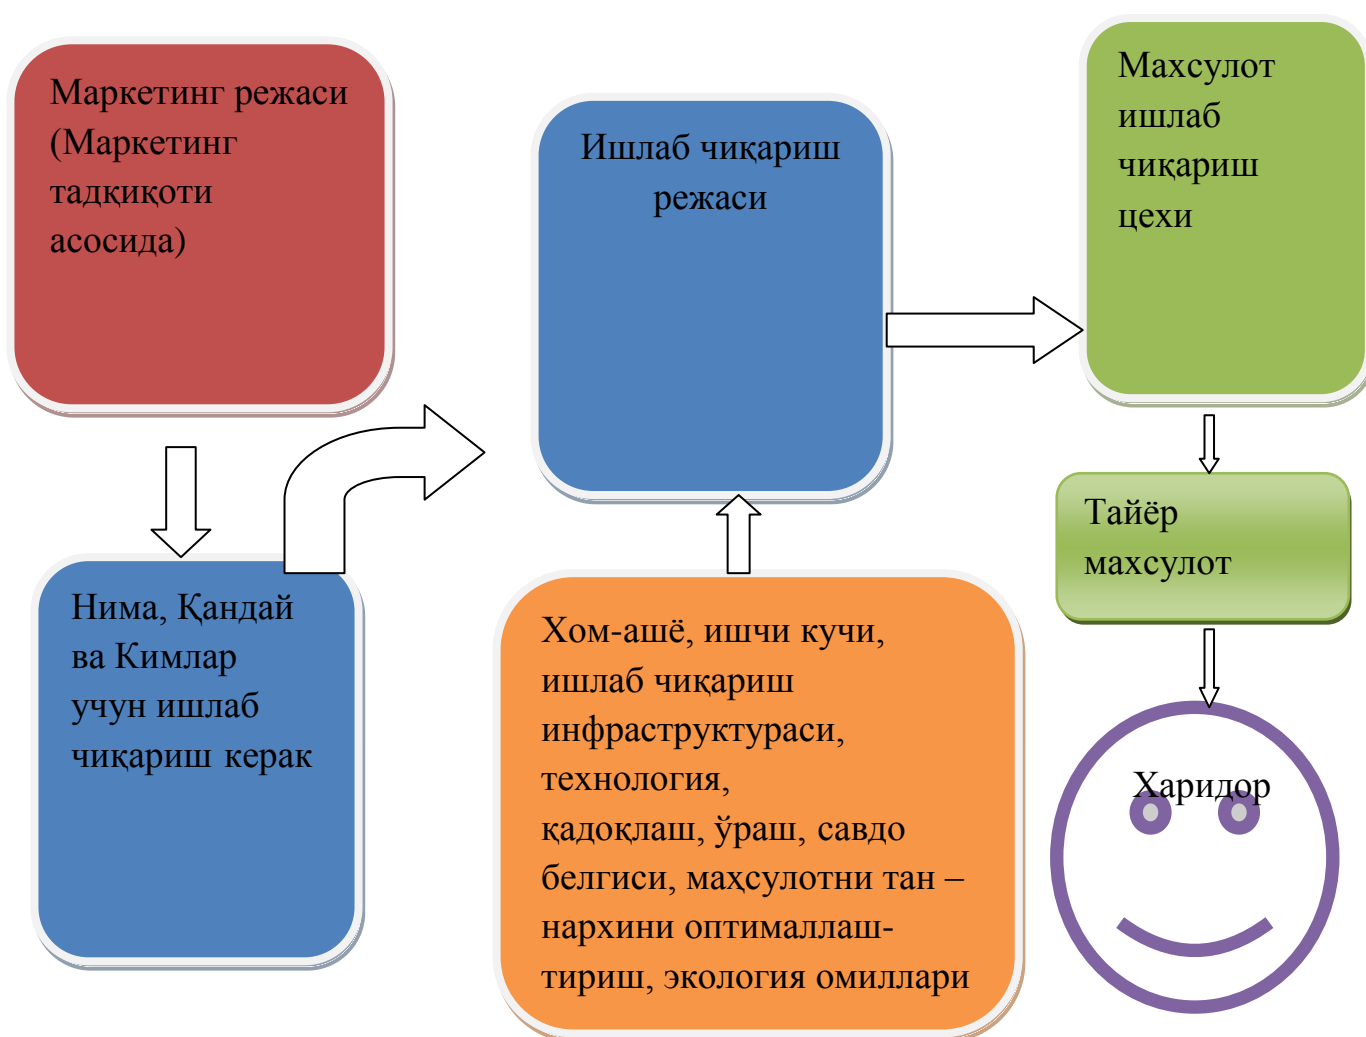 Маркетинг режаси
(Маркетинг
тадқиқоти
асосида)
Нима, Қандай
ва Кимлар
учун ишлаб
чиқариш керак
Ишлаб чиқариш
режаси
Хом-ашё, ишчи кучи,
ишлаб чиқариш
инфраструктураси,
технология,
қадоқлаш, ўраш, савдо
белгиси, маҳсулотни тан –
нархини оптималлаш-
тириш, экология омиллари
Махсулот
ишлаб
чиқариш
цехи
Тайёр
махсулот
Харидор